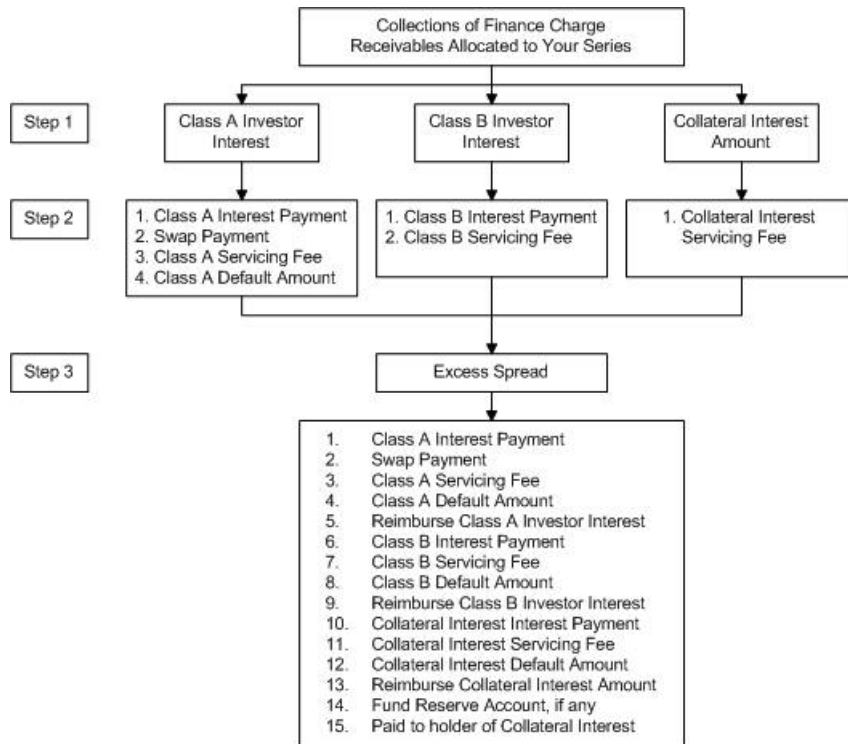 Collections of Finance Charge
Receivables Allocated to Your Series
Step 1
Class A Investor
Interest
Class B Investor
Interest
Collateral Interest
Amount
Step 2
1. Class A Interest Payment
2. Swap Payment
3. Class A Servicing Fee
4. Class A Default Amount
1. Class B Interest Payment
2. Class B Servicing Fee
1. Collateral Interest
Servicing Fee
Step 3
Excess Spread
1. Class A Interest Payment
2. Swap Payment
3. Class A Servicing Fee
4. Class A Default Amount
5. Reimburse Class A Investor Interest
6. Class B Interest Payment
7. Class B Servicing Fee
8. Class B Default Amount
9. Reimburse Class B Investor Interest
10. Collateral Interest Interest Payment
11. Collateral Interest Servicing Fee
12. Collateral Interest Default Amount
13. Reimburse Collateral Interest Amount
14. Fund Reserve Account, if any
15. Paid to holder of Collateral Interest